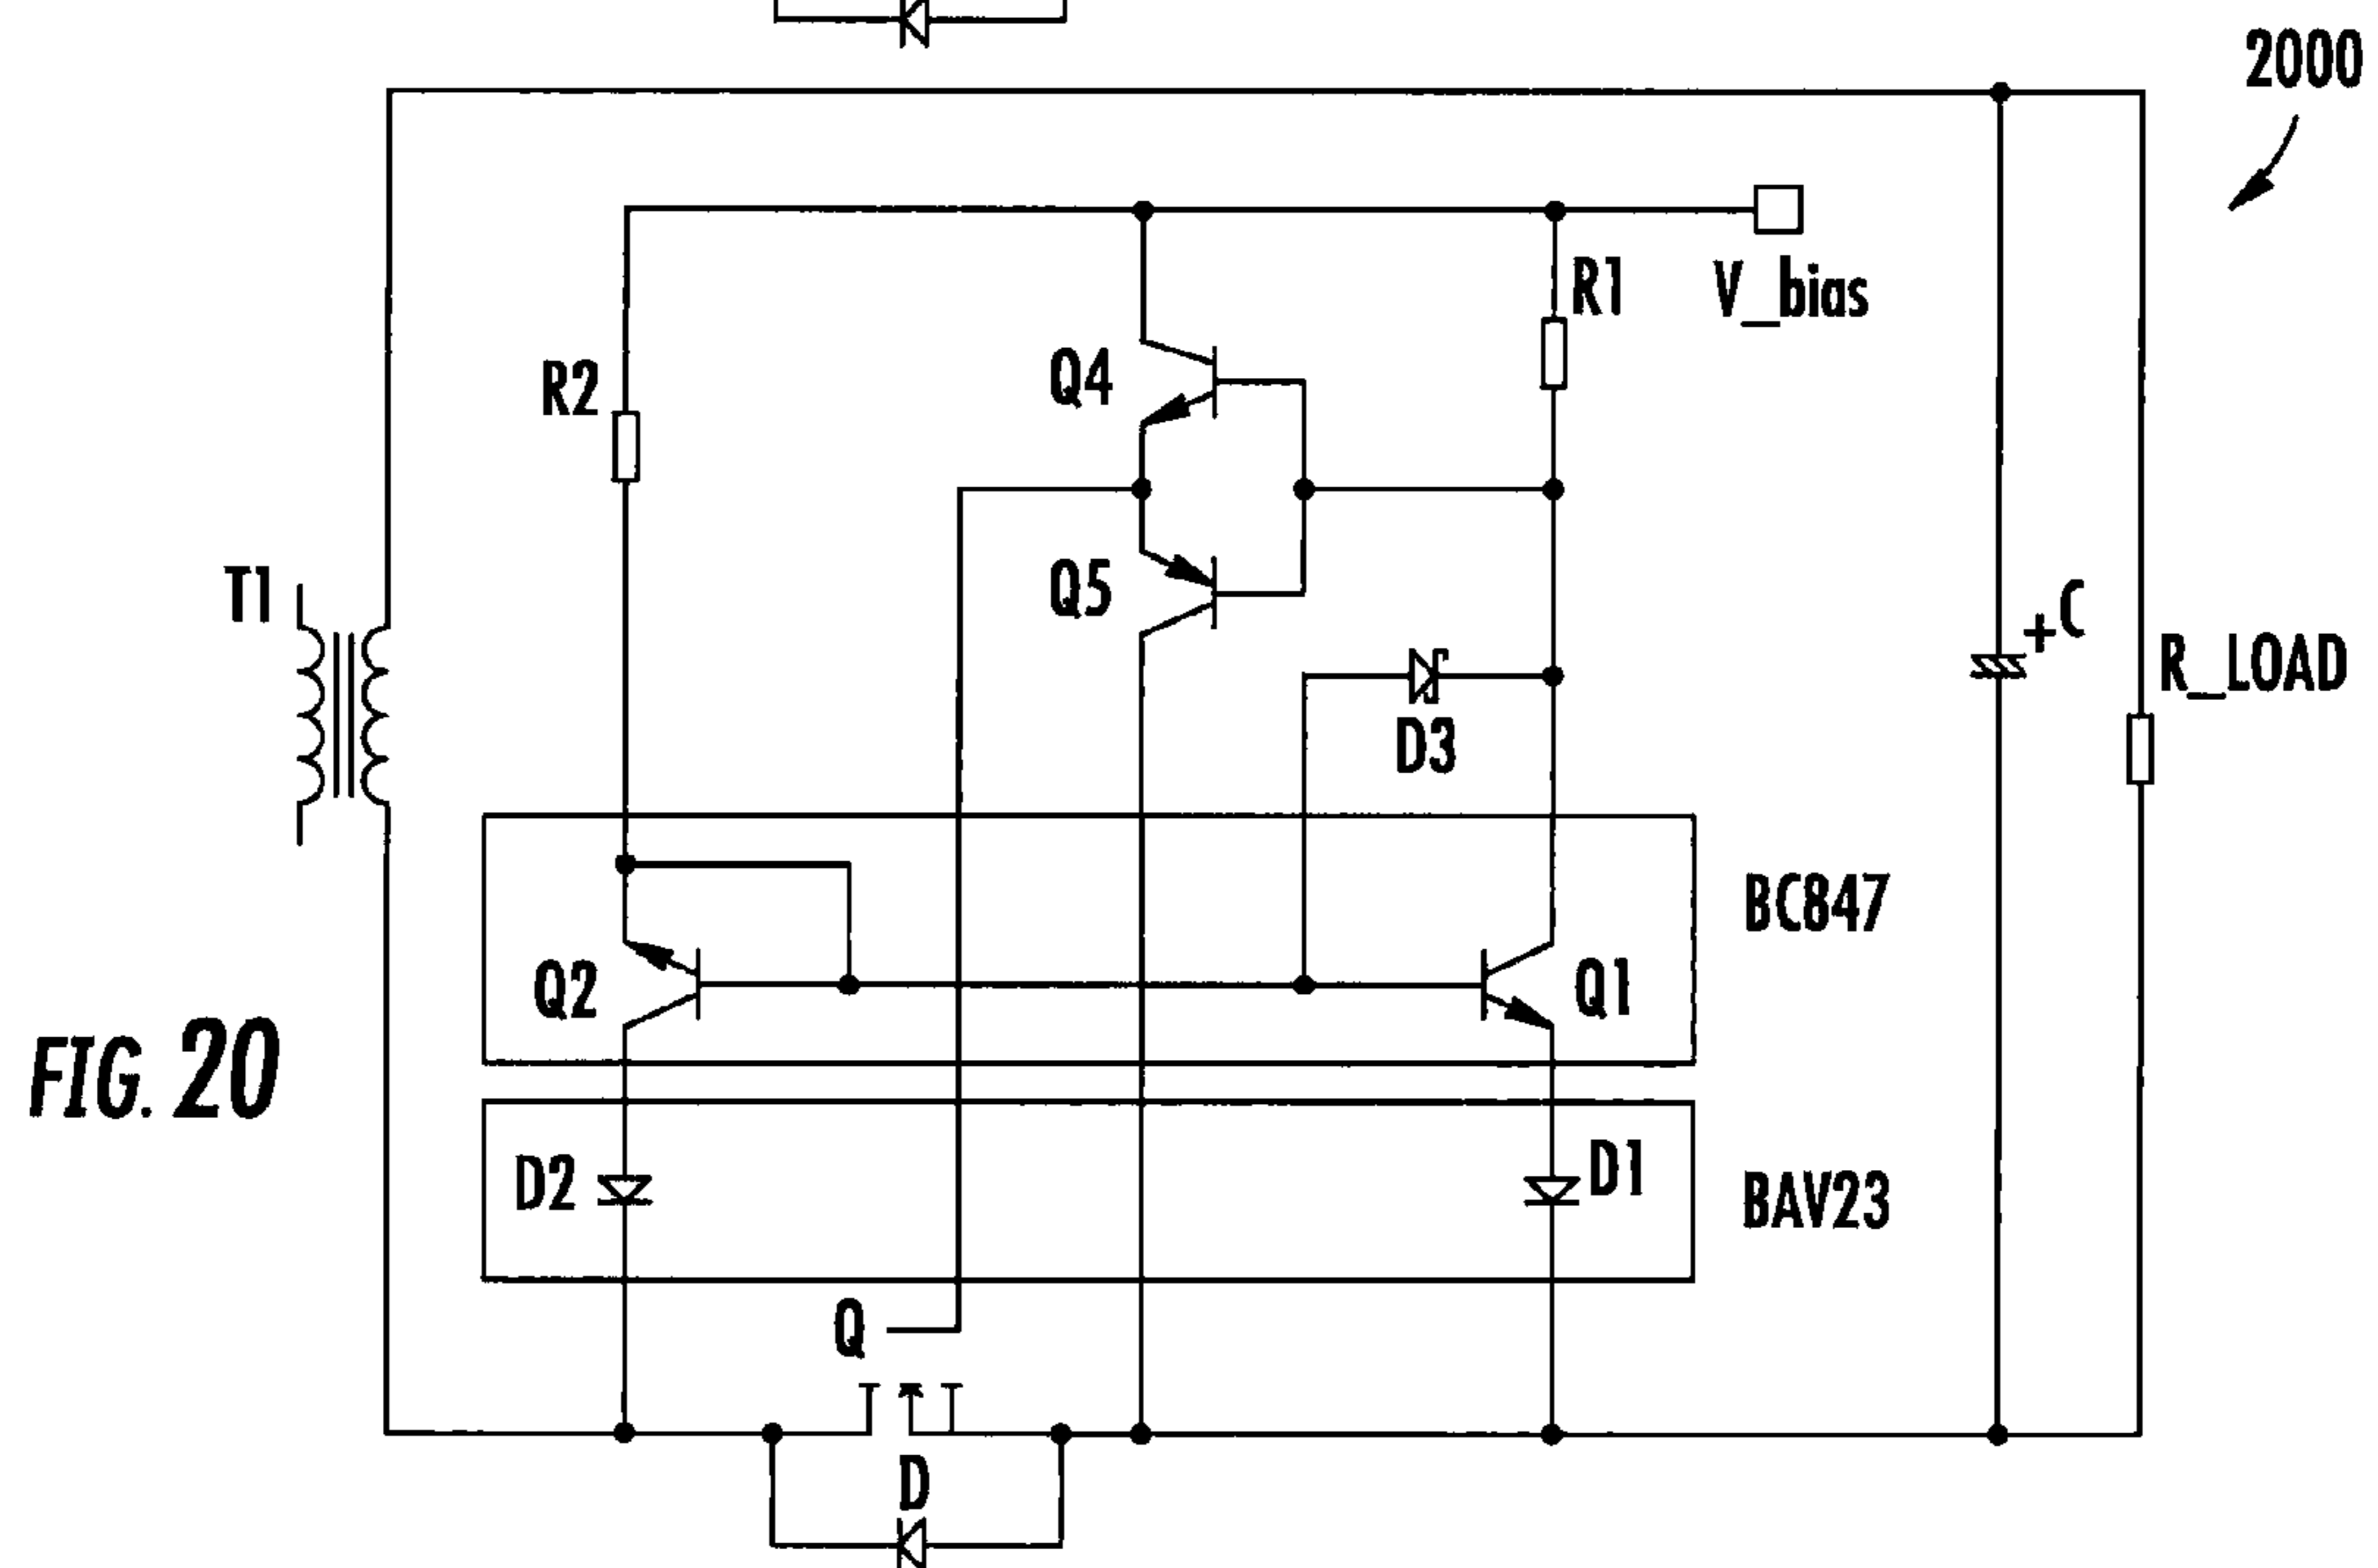 2000
R1
V_bias
Q4
R2
Q5
T1
+C
R_LOAD
D3
BC847
Q2
Q1
FIG. 20
D2
D1
BAV23
Q
D